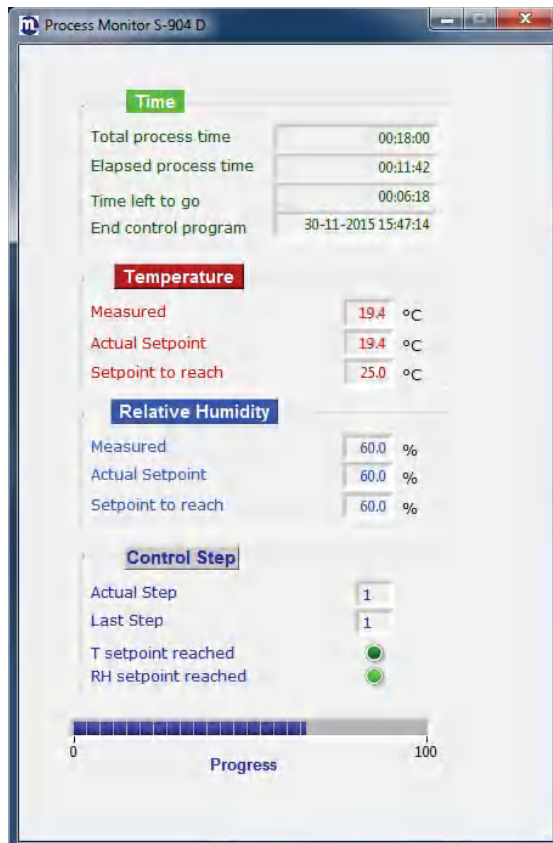 Process Monitor S-904 D
Time
Total process time 00:18:00
Elapsed process time 00:11:42
Time left to go 00:06:18
End control program 30-11-2015 15:47:14
Temperature
Measured 19.4 °C
Actual Setpoint 19.4 °C
Setpoint to reach 25.0 °C
Relative Humidity
Measured 60.0 %
Actual Setpoint 60.0 %
Setpoint to reach 60.0 %
Control Step
Actual Step 1
Last Step 1
T setpoint reached
RH setpoint reached
0 100
Progress